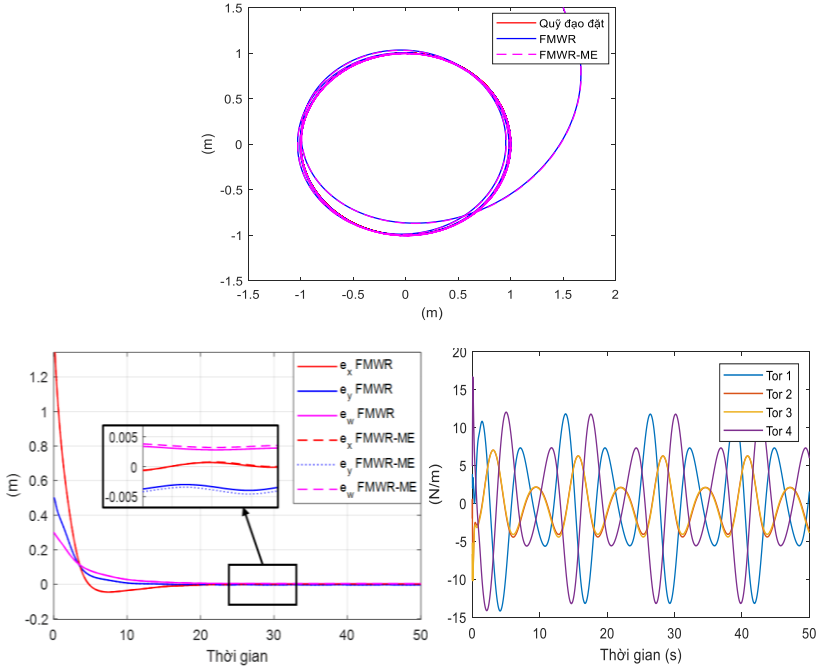 1.5
1
0.5
0
-0.5
-1
-1.5
(m)
-1.5 -1 -0.5 0 0.5 1 1.5 2
(m)
Quỹ đạo đặt
FMWR
FMWR-ME
1.2
1
0.8
0.6
0.4
0.2
0
-0.2
(m)
0 10 20 30 40 50
Thời gian
0.005
0
-0.005
e_x FMWR
e_y FMWR
e_w FMWR
e_x FMWR-ME
e_y FMWR-ME
e_w FMWR-ME
20
15
10
5
0
-5
-10
-15
(N/m)
0 10 20 30 40 50
Thời gian (s)
Tor 1
Tor 2
Tor 3
Tor 4